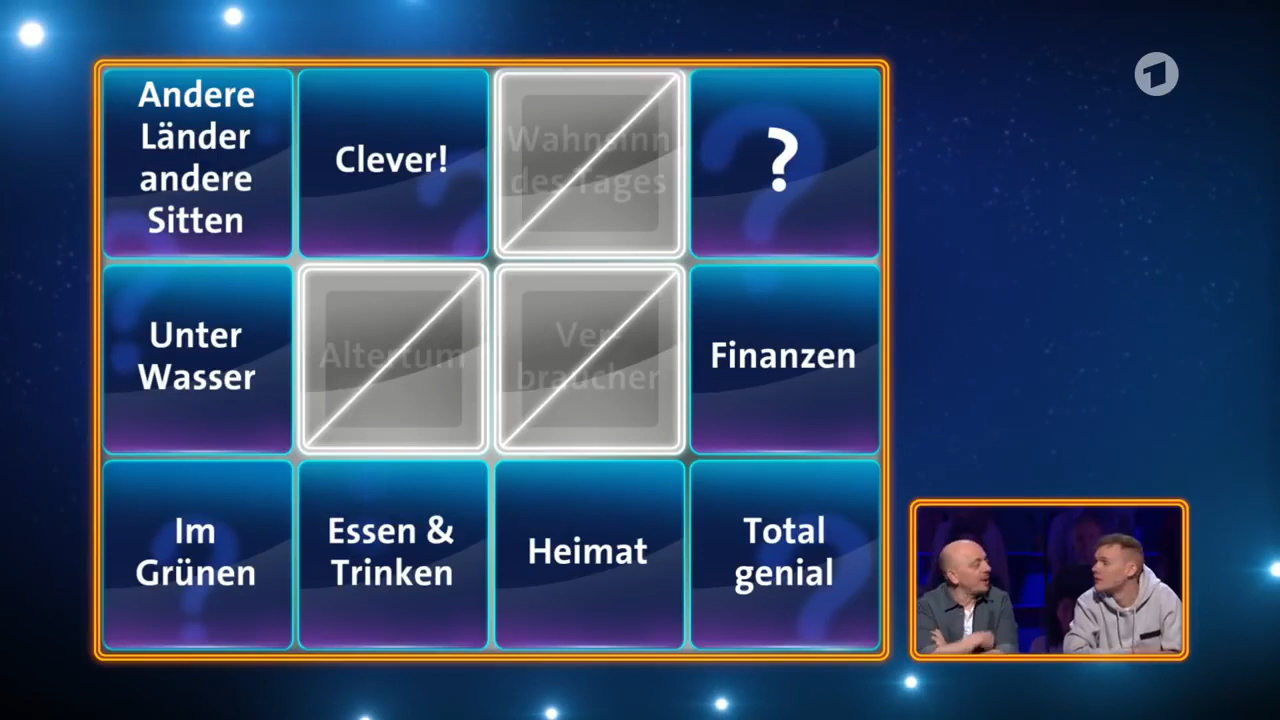 Andere
Länder
andere
Sitten
Clever!
Wahnsinn
des Tages
?
Unter
Wasser
Altertum
Ver-
braucher
Finanzen
Im
Grünen
Essen &
Trinken
Heimat
Total
genial
1